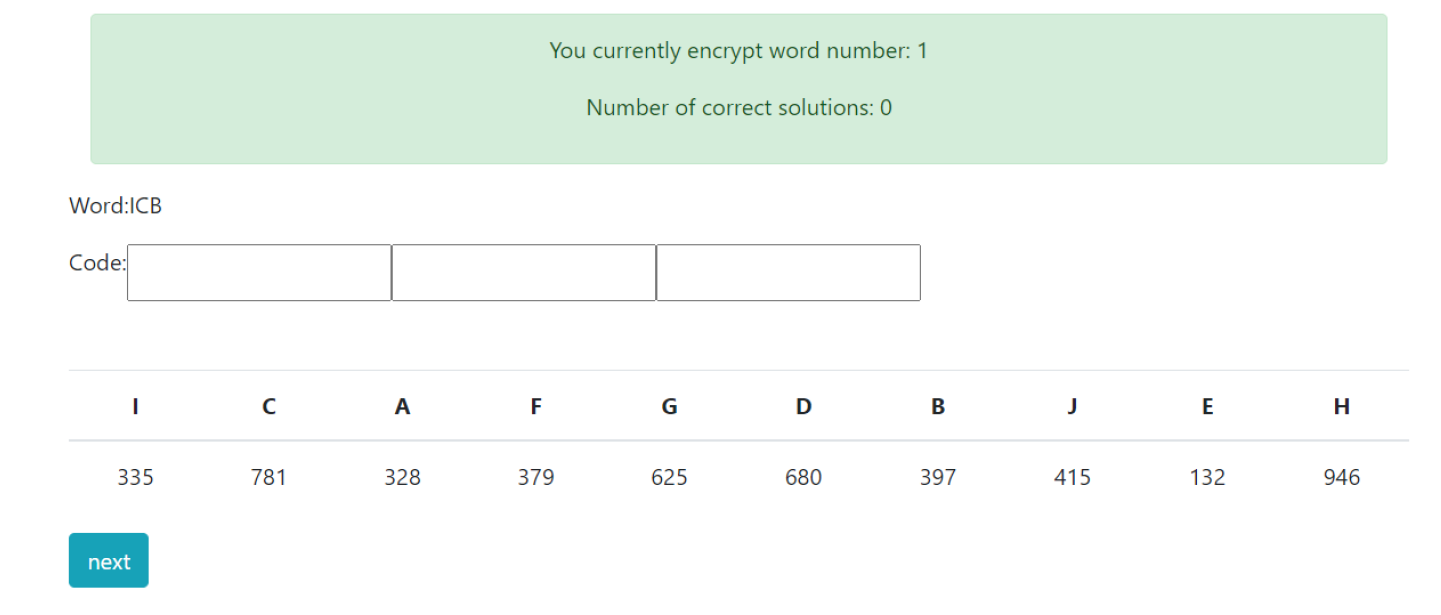 You currently encrypt word number: 1
Number of correct solutions: 0
Word:ICB
Code:
I C A F G D B J E H
335 781 328 379 625 680 397 415 132 946
next